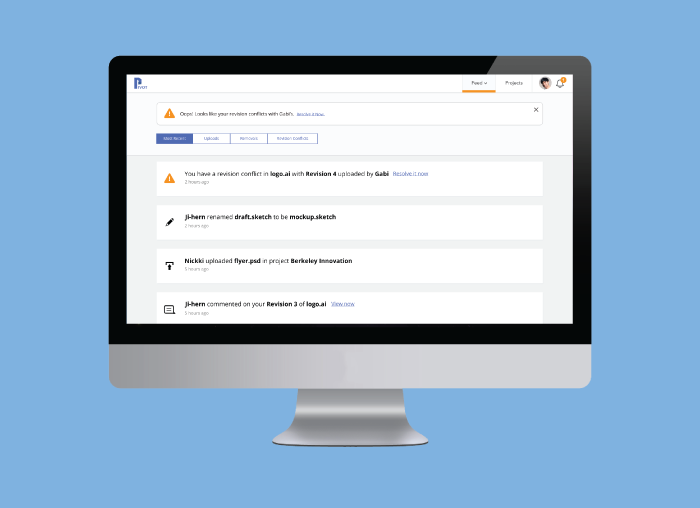 Pivot
Feed
Projects
Oops! Looks like your revision conflicts with Gabi's. Resolve it now.
Most Recent
Uploads
Removals
Revision Conflicts
You have a revision conflict in logo.ai with Revision 4 uploaded by Gabi Resolve it now
2 hours ago
Ji-hern renamed draft.sketch to be mockup.sketch
2 hours ago
Nickki uploaded flyer.psd in project Berkeley Innovation
5 hours ago
Ji-hern commented on your Revision 3 of logo.ai View now
5 hours ago